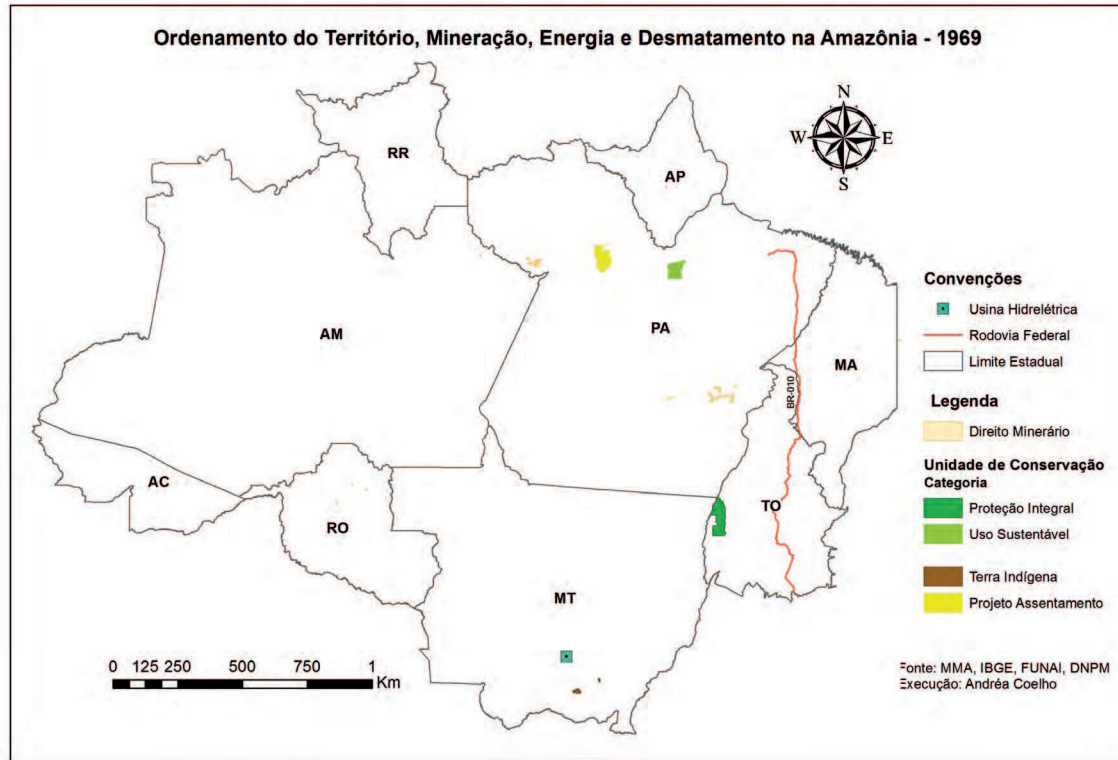 Ordenamento do Território, Mineração, Energia e Desmatamento na Amazônia - 1969
N
W E
S
RR
AP
AM
PA
MA
BR-010
AC
RO
TO
MT
Convenções
Usina Hidrelétrica
Rodovia Federal
Limite Estadual
Legenda
Direito Minerário
Unidade de Conservação
Categoria
Proteção Integral
Uso Sustentável
Terra Indígena
Projeto Assentamento
0 125 250 500 750 1
Km
Fonte: MMA, IBGE, FUNAI, DNPM
Execução: Andréa Coelho